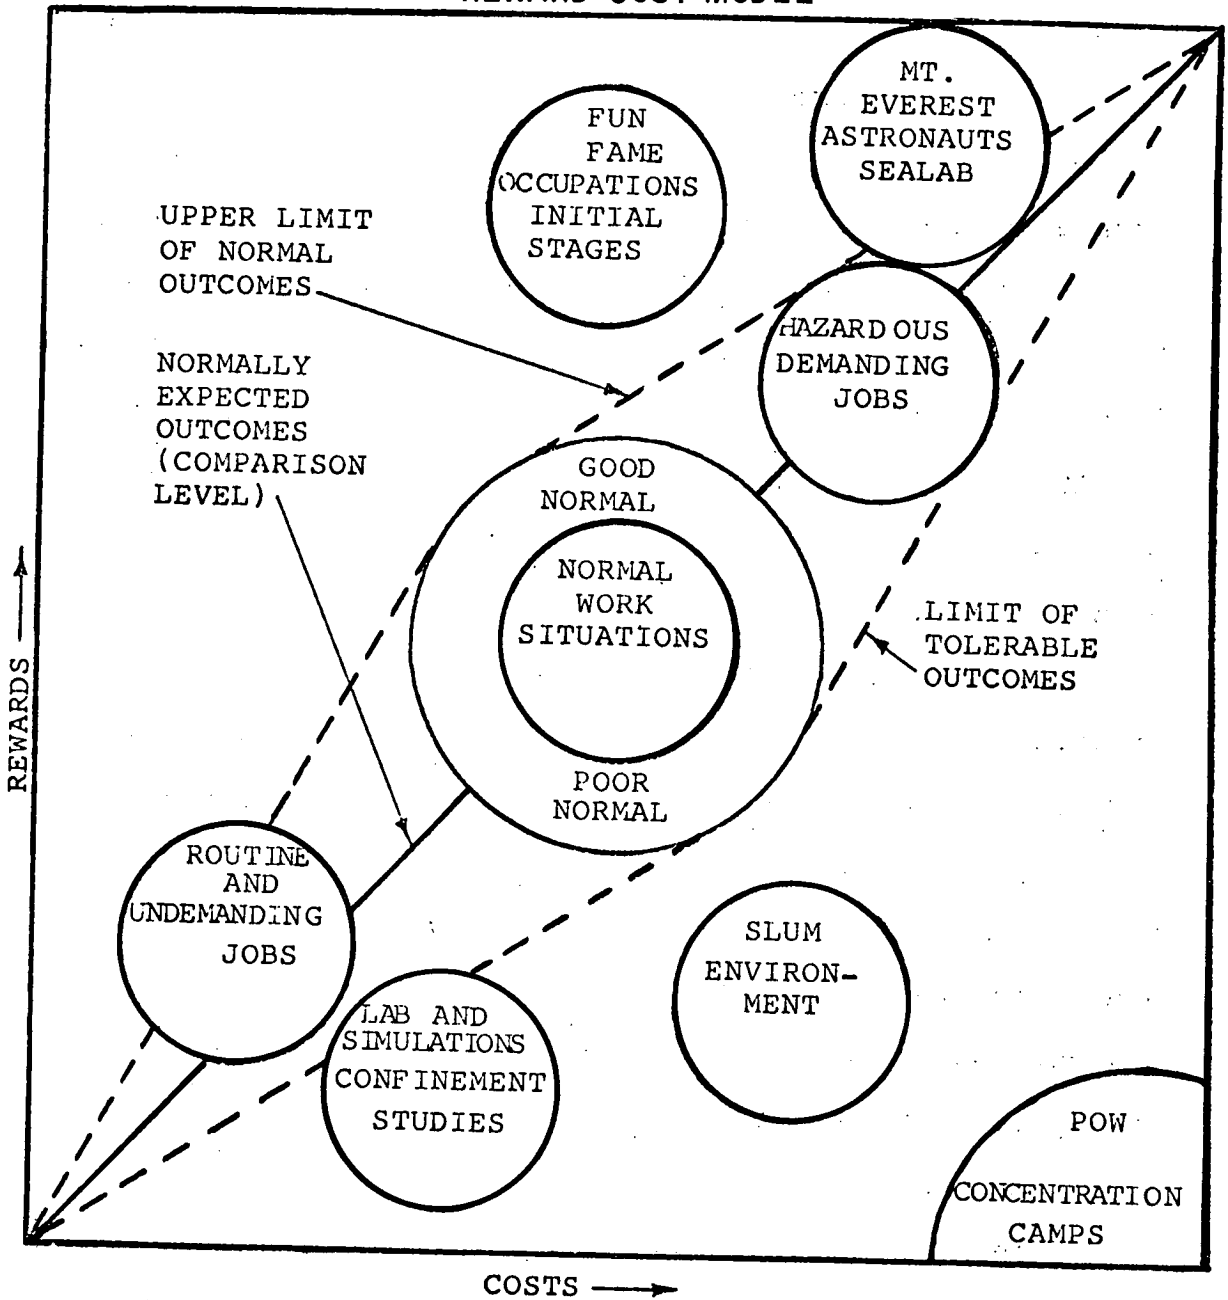 REWARD COST MODEL
MT.
EVEREST
ASTRONAUTS
SEALAB
FUN
FAME
OCCUPATIONS
INITIAL
STAGES
UPPER LIMIT
OF NORMAL
OUTCOMES
HAZARDOUS
DEMANDING
JOBS
NORMALLY
EXPECTED
OUTCOMES
(COMPARISON
LEVEL)
GOOD
NORMAL
NORMAL
WORK
SITUATIONS
POOR
NORMAL
LIMIT OF
TOLERABLE
OUTCOMES
REWARDS
ROUTINE
AND
UNDEMANDING
JOBS
LAB AND
SIMULATIONS
CONFINEMENT
STUDIES
SLUM
ENVIRON-
MENT
POW
CONCENTRATION
CAMPS
COSTS